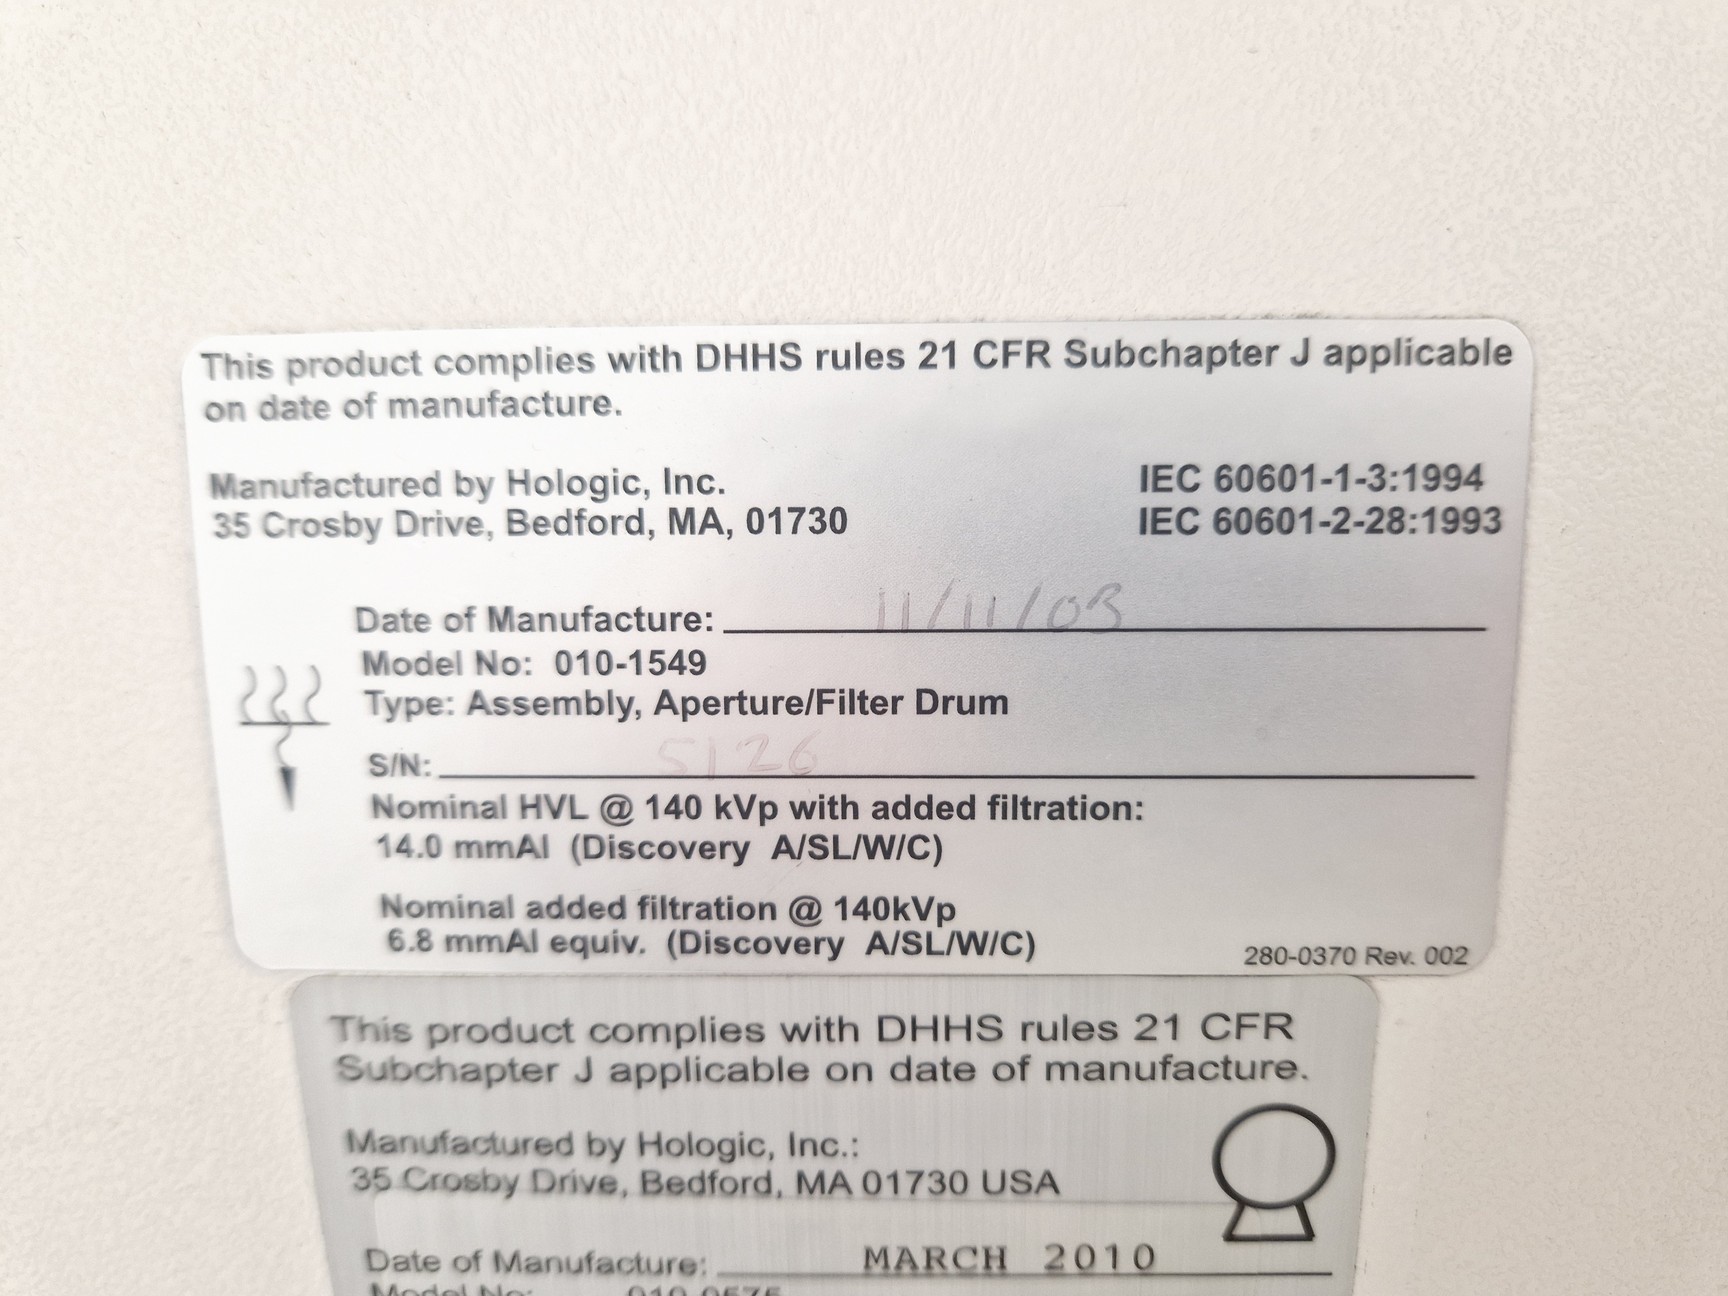 This product complies with DHHS rules 21 CFR Subchapter J applicable
on date of manufacture.
Manufactured by Hologic, Inc.
35 Crosby Drive, Bedford, MA, 01730
IEC 60601-1-3:1994
IEC 60601-2-28:1993
Date of Manufacture: 11/11/03
Model No: 010-1549
Type: Assembly, Aperture/Filter Drum
S/N: 5126
Nominal HVL @ 140 kVp with added filtration:
14.0 mmAl (Discovery A/SL/W/C)
Nominal added filtration @ 140kVp
6.8 mmAl equiv. (Discovery A/SL/W/C)
280-0370 Rev. 002
This product complies with DHHS rules 21 CFR
Subchapter J applicable on date of manufacture.
Manufactured by Hologic, Inc.:
35 Crosby Drive, Bedford, MA 01730 USA
Date of Manufacture: MARCH 2010
Model No: